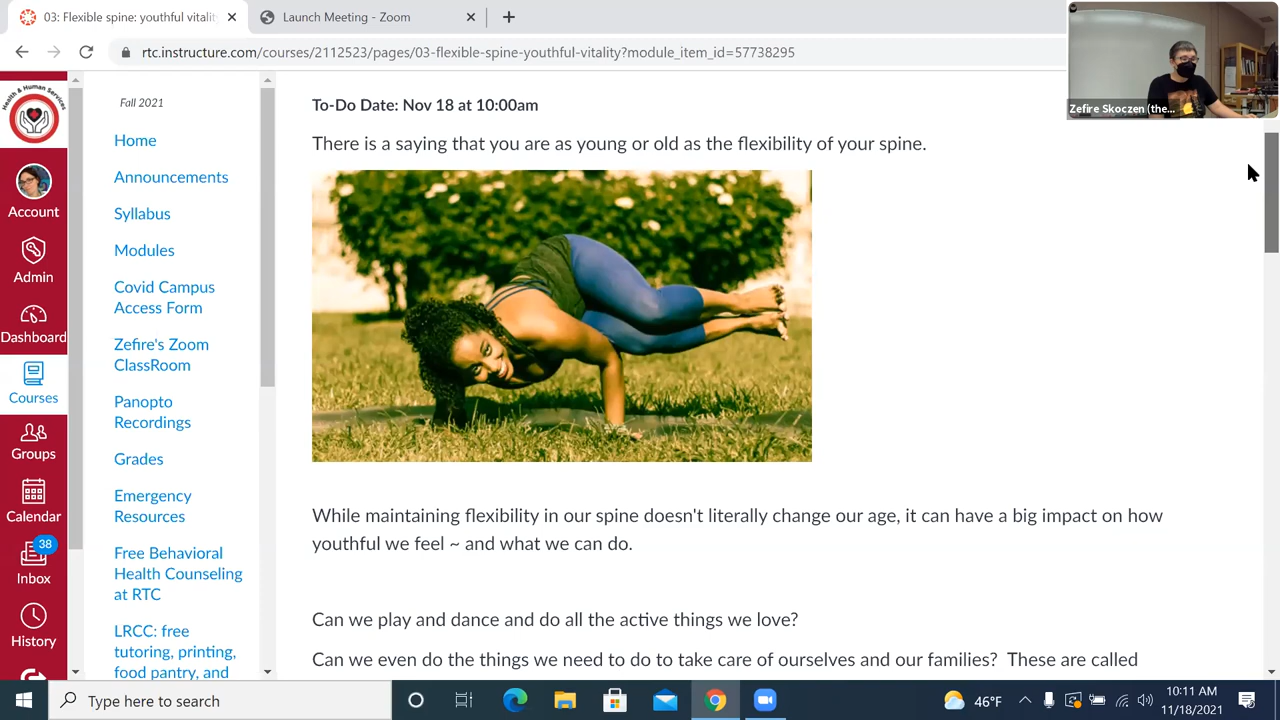 03: Flexible spine: youthful vitality
Launch Meeting - Zoom
rtc.instructure.com/courses/2112523/pages/03-flexible-spine-youthful-vitality?module_item_id=57738295
Zefire Skoczen (the...
Health & Human Services
Account
Admin
Dashboard
Courses
Groups
Calendar
38
Inbox
History
Fall 2021
Home
Announcements
Syllabus
Modules
Covid Campus
Access Form
Zefire's Zoom
ClassRoom
Panopto
Recordings
Grades
Emergency
Resources
Free Behavioral
Health Counseling
at RTC
LRCC: free
tutoring, printing,
food pantry, and
To-Do Date: Nov 18 at 10:00am
There is a saying that you are as young or old as the flexibility of your spine.
While maintaining flexibility in our spine doesn't literally change our age, it can have a big impact on how
youthful we feel ~ and what we can do.
Can we play and dance and do all the active things we love?
Can we even do the things we need to do to take care of ourselves and our families? These are called
Type here to search
46°F
10:11 AM
11/18/2021